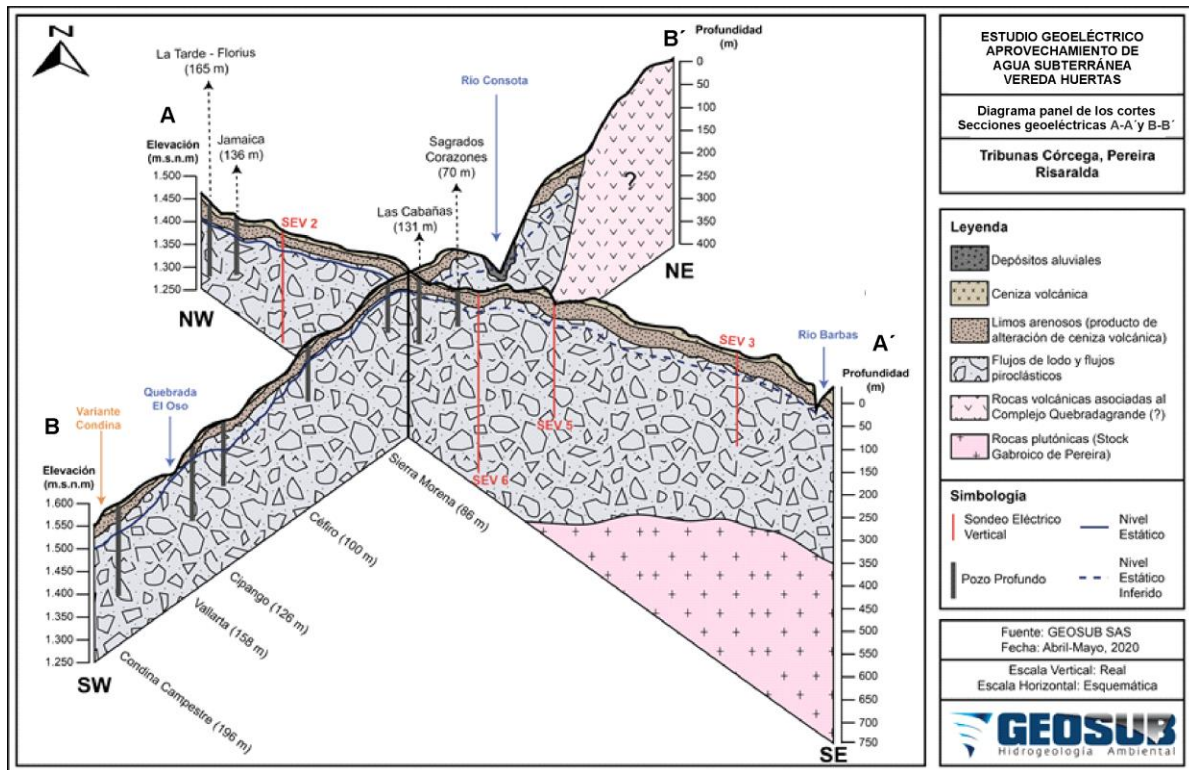 N
La Tarde - Florius
(165 m)
A
Jamaica
(136 m)
Elevación
(m.s.n.m)
1.500
1.450
1.400
1.350
1.300
1.250
NW
SEV 2
Las Cabañas
(131 m)
Sagrados
Corazones
(70 m)
Río Consota
B´
Profundidad
(m)
0
50
100
150
200
250
300
350
400
NE
?
SEV 3
SEV 5
SEV 6
Río Barbas
A´
Profundidad
(m)
0
50
100
150
200
250
300
350
400
450
500
550
600
650
700
750
SE
B
Variante
Condina
Quebrada
El Oso
Elevación
(m.s.n.m)
1.600
1.550
1.500
1.450
1.400
1.350
1.300
1.250
SW
Sierra Morena (86 m)
Céfiro (100 m)
Cipango (126 m)
Vallarta (158 m)
Condina Campestre (196 m)
ESTUDIO GEOELÉCTRICO
APROVECHAMIENTO DE
AGUA SUBTERRÁNEA
VEREDA HUERTAS
Diagrama panel de los cortes
Secciones geoeléctricas A-A´y B-B´
Tribunas Córcega, Pereira
Risaralda
Leyenda
Depósitos aluviales
Ceniza volcánica
Limos arenosos (producto de
alteración de ceniza volcánica)
Flujos de lodo y flujos
piroclásticos
Rocas volcánicas asociadas al
Complejo Quebradagrande (?)
Rocas plutónicas (Stock
Gabroico de Pereira)
Simbología
Sondeo Eléctrico
Vertical
Nivel
Estático
Pozo Profundo
Nivel
Estático
Inferido
Fuente: GEOSUB SAS
Fecha: Abril-Mayo, 2020
Escala Vertical: Real
Escala Horizontal: Esquemática
GEOSUB
Hidrogeología Ambiental